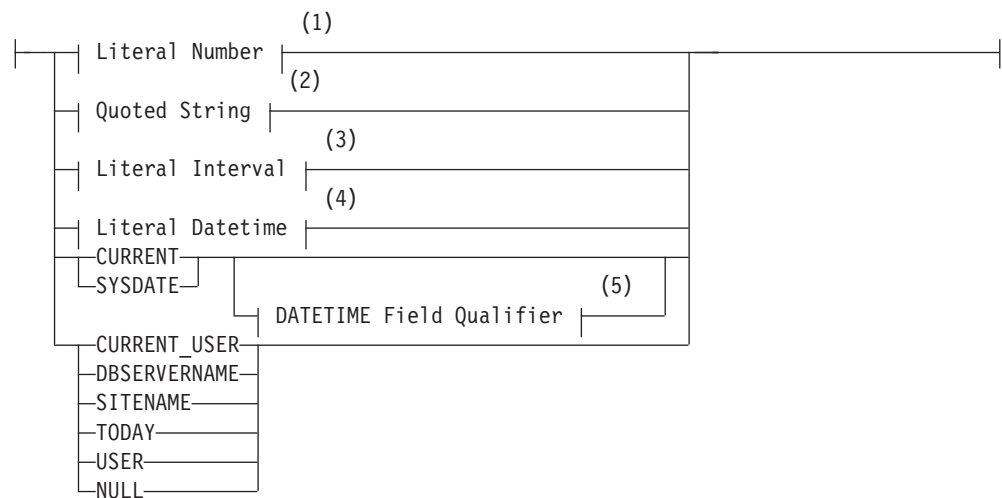 (1)
Literal Number
(2)
Quoted String
(3)
Literal Interval
(4)
Literal Datetime
CURRENT
SYSDATE
(5)
DATETIME Field Qualifier
CURRENT_USER
DBSERVERNAME
SITENAME
TODAY
USER
NULL